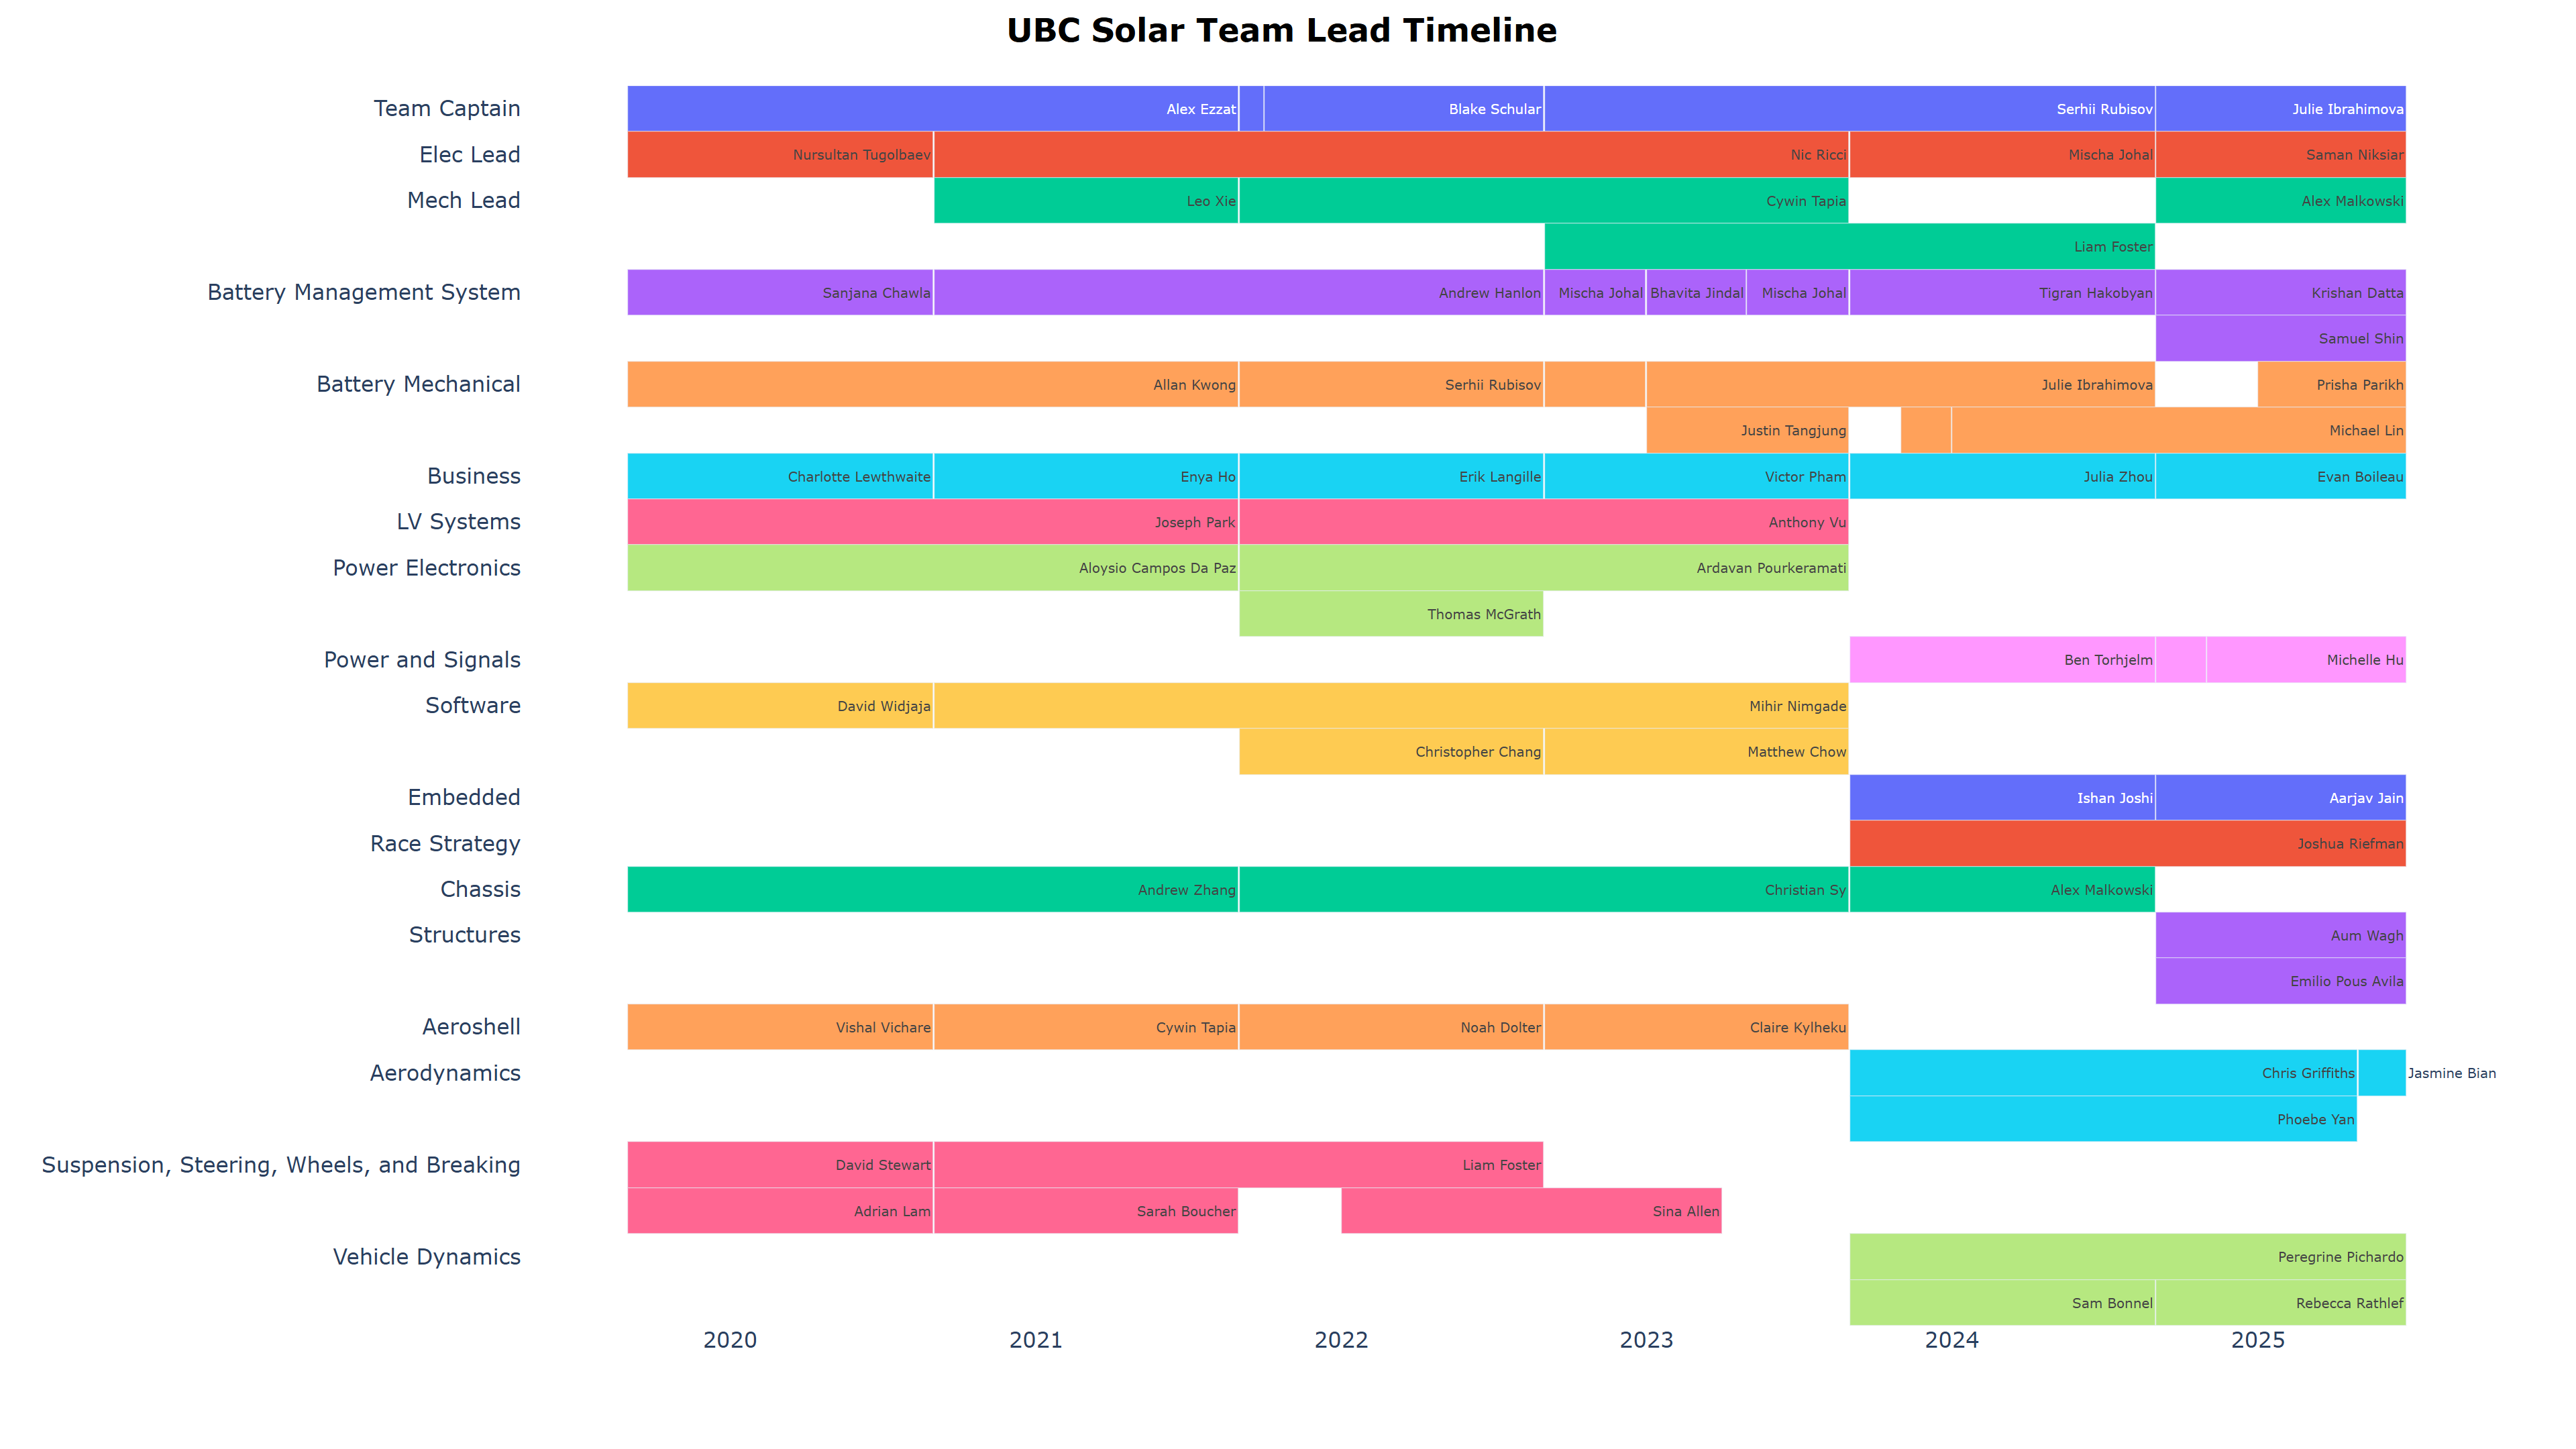 UBC Solar Team Lead Timeline
Team Captain Alex Ezzat Blake Schular Serhii Rubisov Julie Ibrahimova
Elec Lead Nursultan Tugolbaev Nic Ricci Mischa Johal Saman Niksiar
Mech Lead Leo Xie Cywin Tapia Alex Malkowski
Liam Foster
Battery Management System Sanjana Chawla Andrew Hanlon Mischa Johal Bhavita Jindal Mischa Johal Tigran Hakobyan Krishan Datta
Samuel Shin
Battery Mechanical Allan Kwong Serhii Rubisov Julie Ibrahimova Prisha Parikh
Justin Tangjung Michael Lin
Business Charlotte Lewthwaite Enya Ho Erik Langille Victor Pham Julia Zhou Evan Boileau
LV Systems Joseph Park Anthony Vu
Power Electronics Aloysio Campos Da Paz Ardavan Pourkeramati
Thomas McGrath
Power and Signals Ben Torhjelm Michelle Hu
Software David Widjaja Mihir Nimgade
Christopher Chang Matthew Chow
Embedded Ishan Joshi Aarjav Jain
Race Strategy Joshua Riefman
Chassis Andrew Zhang Christian Sy Alex Malkowski
Structures Aum Wagh
Emilio Pous Avila
Aeroshell Vishal Vichare Cywin Tapia Noah Dolter Claire Kylheku
Aerodynamics Chris Griffiths Jasmine Bian
Phoebe Yan
Suspension, Steering, Wheels, and Breaking David Stewart Liam Foster
Adrian Lam Sarah Boucher Sina Allen
Vehicle Dynamics Peregrine Pichardo
Sam Bonnel Rebecca Rathlef
2020 2021 2022 2023 2024 2025